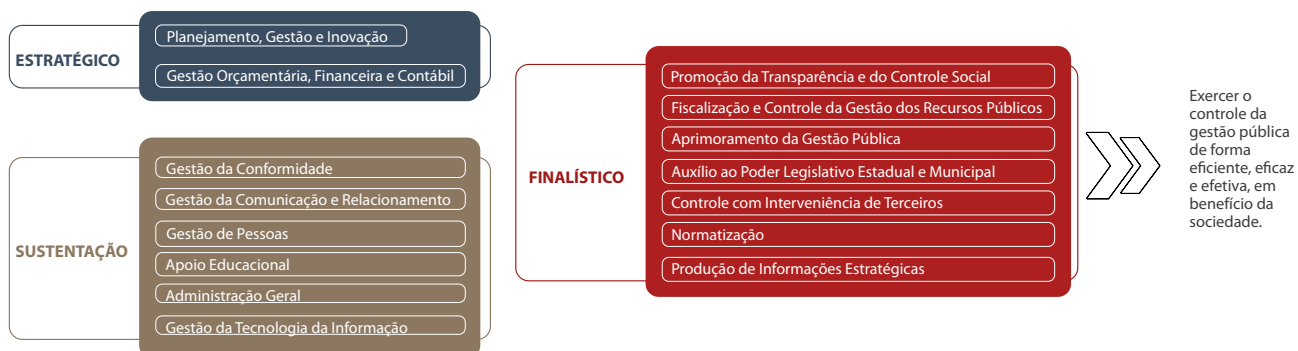 ESTRATÉGICO
Planejamento, Gestão e Inovação
Gestão Orçamentária, Financeira e Contábil
SUSTENTAÇÃO
Gestão da Conformidade
Gestão da Comunicação e Relacionamento
Gestão de Pessoas
Apoio Educacional
Administração Geral
Gestão da Tecnologia da Informação
FINALÍSTICO
Promoção da Transparência e do Controle Social
Fiscalização e Controle da Gestão dos Recursos Públicos
Aprimoramento da Gestão Pública
Auxílio ao Poder Legislativo Estadual e Municipal
Controle com Interveniência de Terceiros
Normatização
Produção de Informações Estratégicas
Exercer o
controle da
gestão pública
de forma
eficiente, eficaz
e efetiva, em
benefício da
sociedade.